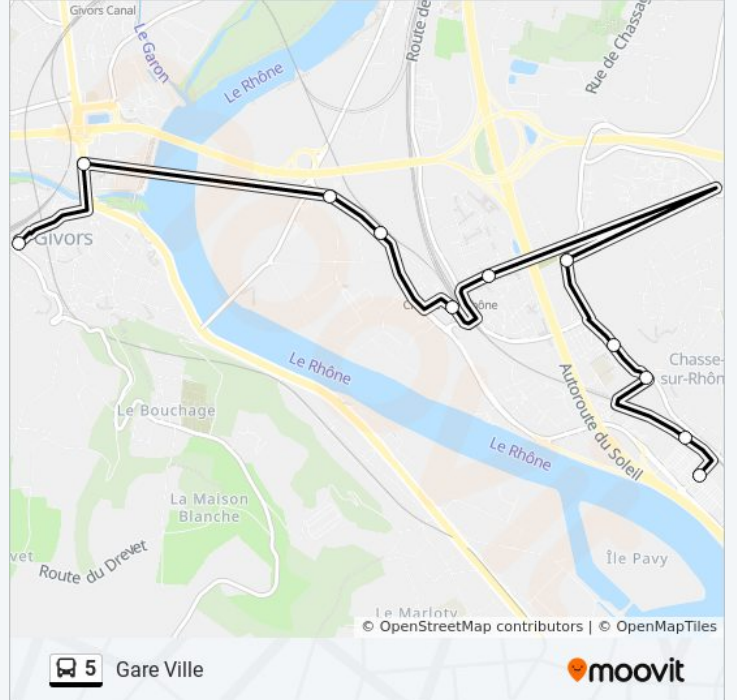 Givors Canal
Le Garon
Le Rhône
Route de
Rue de Chassag
Givors
Le Rhône
Chasse-
sur-Rhôn
Autoroute du Soleil
Le Bouchage
Le Rhône
La Maison
Blanche
vet
Route du Drevet
Île Pavy
Le Marloty
© OpenStreetMap contributors | © OpenMapTiles
5 Gare Ville
moovit